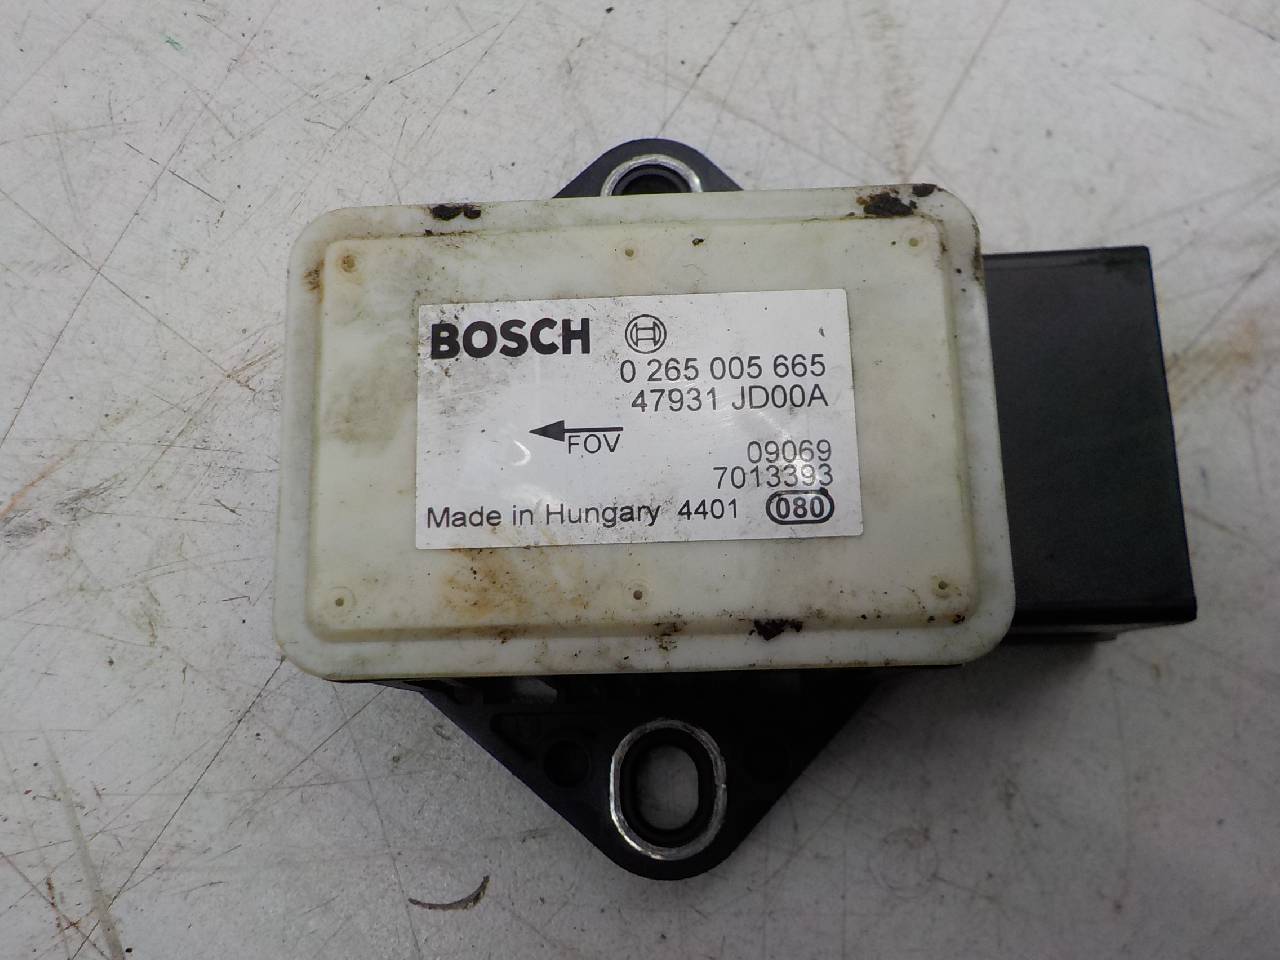 BOSCH
0 265 005 665
47931 JD00A
FOV
09069
7013393
Made in Hungary 4401 080